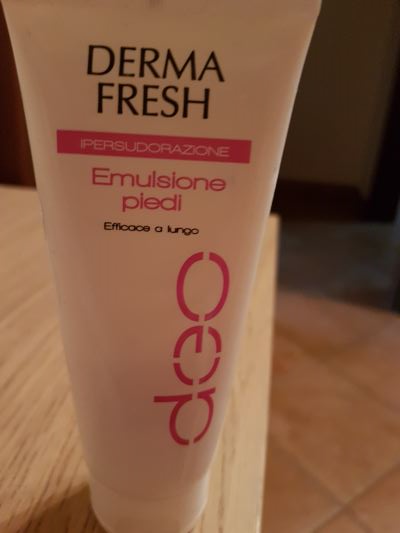 DERMA
FRESH
IPERSUDORAZIONE
Emulsione
piedi
Efficace a lungo
deo